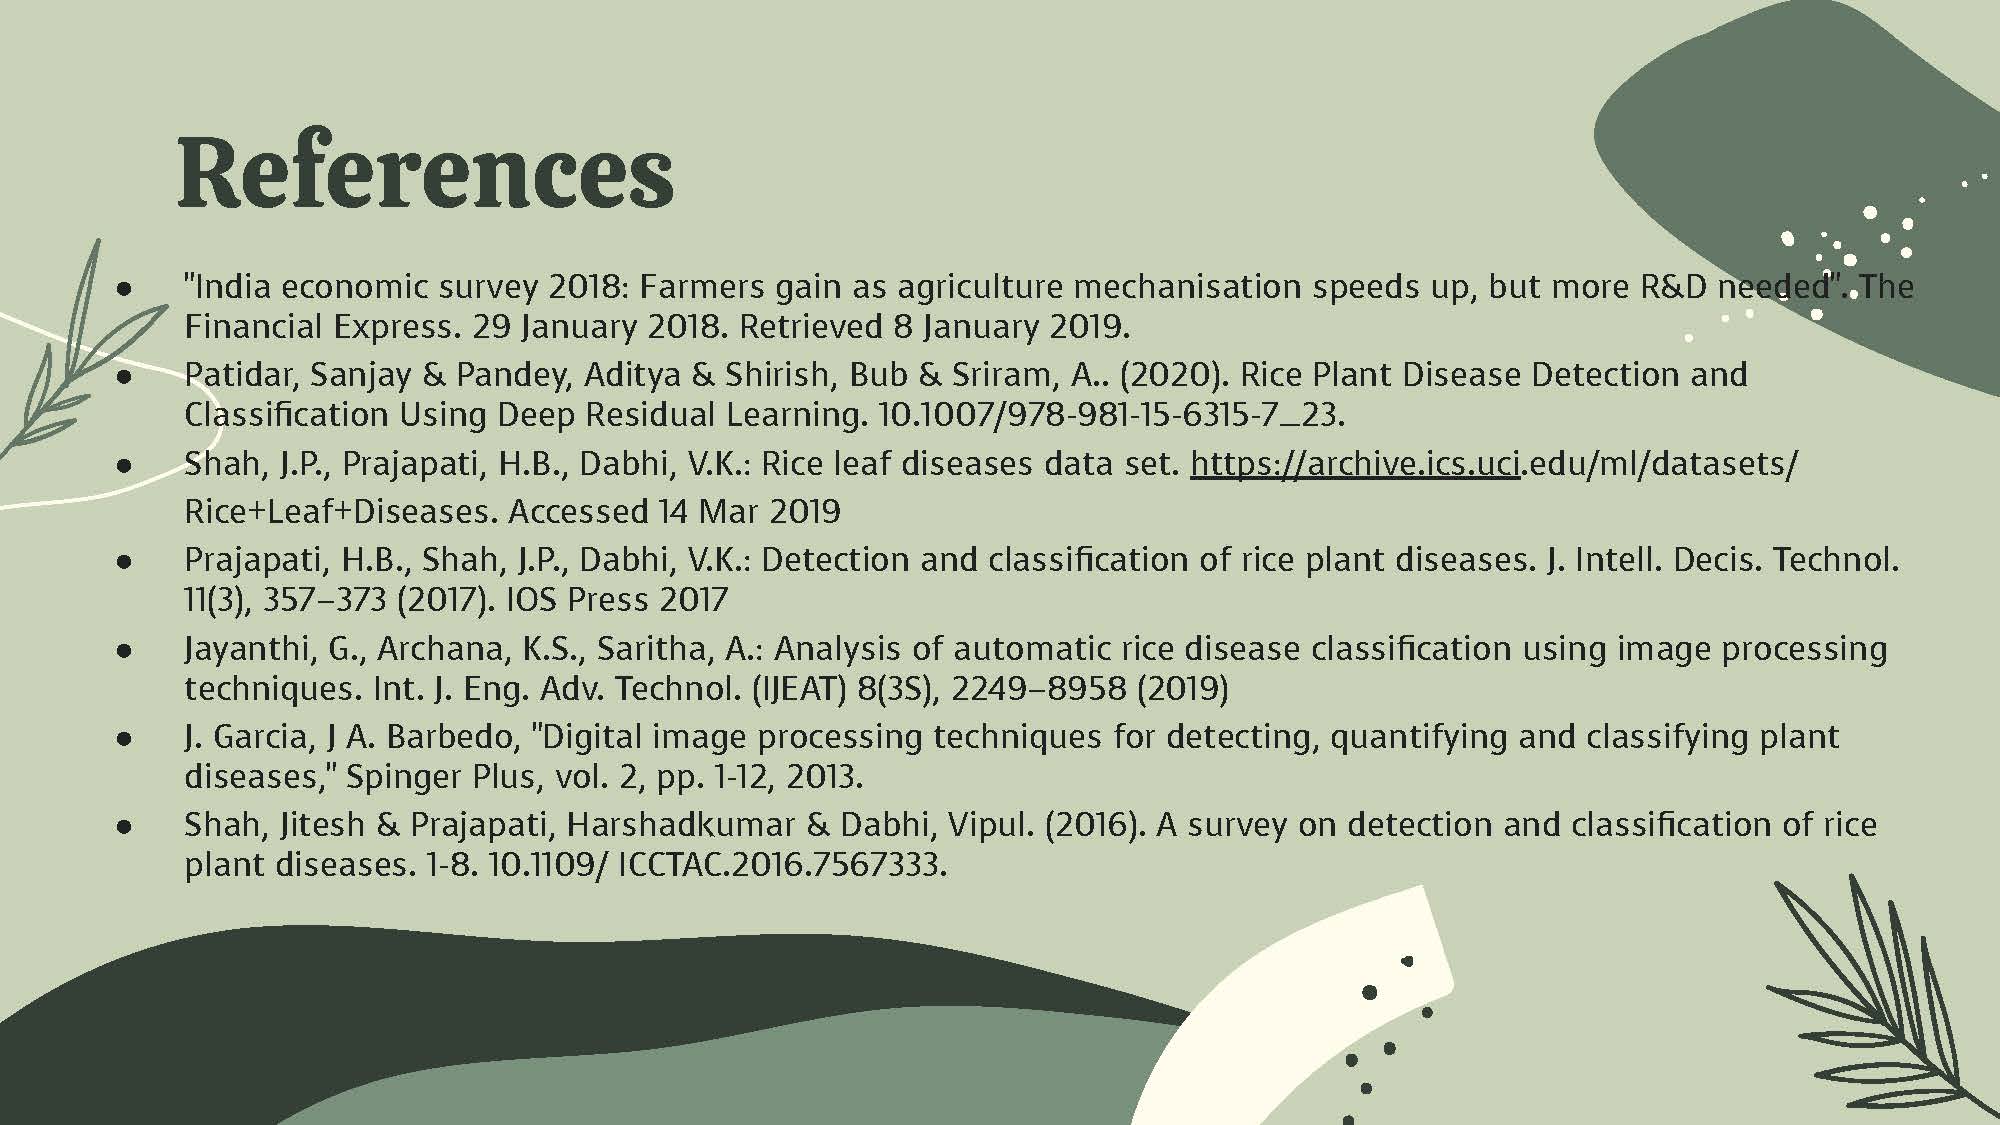 References
● "India economic survey 2018: Farmers gain as agriculture mechanisation speeds up, but more R&D needed". The
Financial Express. 29 January 2018. Retrieved 8 January 2019.
● Patidar, Sanjay & Pandey, Aditya & Shirish, Bub & Sriram, A.. (2020). Rice Plant Disease Detection and
Classification Using Deep Residual Learning. 10.1007/978-981-15-6315-7_23.
● Shah, J.P., Prajapati, H.B., Dabhi, V.K.: Rice leaf diseases data set. https://archive.ics.uci.edu/ml/datasets/
Rice+Leaf+Diseases. Accessed 14 Mar 2019
● Prajapati, H.B., Shah, J.P., Dabhi, V.K.: Detection and classification of rice plant diseases. J. Intell. Decis. Technol.
11(3), 357–373 (2017). IOS Press 2017
● Jayanthi, G., Archana, K.S., Saritha, A.: Analysis of automatic rice disease classification using image processing
techniques. Int. J. Eng. Adv. Technol. (IJEAT) 8(3S), 2249–8958 (2019)
● J. Garcia, J A. Barbedo, "Digital image processing techniques for detecting, quantifying and classifying plant
diseases," Spinger Plus, vol. 2, pp. 1-12, 2013.
● Shah, Jitesh & Prajapati, Harshadkumar & Dabhi, Vipul. (2016). A survey on detection and classification of rice
plant diseases. 1-8. 10.1109/ ICCTAC.2016.7567333.